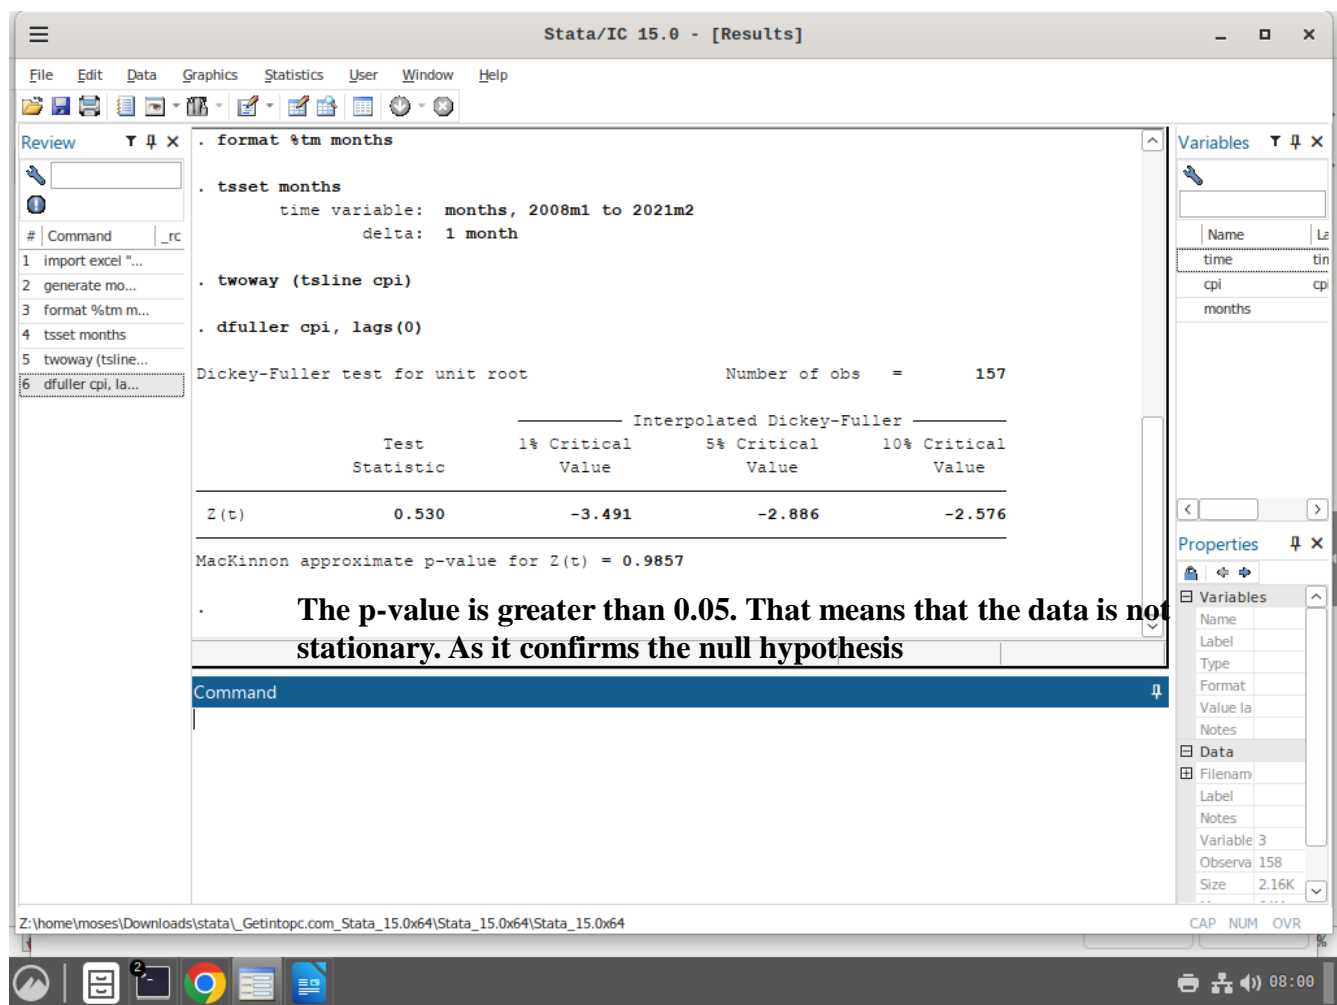 Stata/IC 15.0 - [Results]
File Edit Data Graphics Statistics User Window Help
Review
# Command _rc
1 import excel "...
2 generate mo...
3 format %tm m...
4 tsset months
5 twoway (tsline...
6 dfuller cpi, la...
. format %tm months
. tsset months
time variable: months, 2008m1 to 2021m2
delta: 1 month
. twoway (tsline cpi)
. dfuller cpi, lags(0)
Dickey-Fuller test for unit root Number of obs = 157
Interpolated Dickey-Fuller
Test 1% Critical 5% Critical 10% Critical
Statistic Value Value Value
Z(t) 0.530 -3.491 -2.886 -2.576
MacKinnon approximate p-value for Z(t) = 0.9857
.
The p-value is greater than 0.05. That means that the data is not
stationary. As it confirms the null hypothesis
Command
Variables
Name La
time tin
cpi cpi
months
Properties
Variables
Name
Label
Type
Format
Value la
Notes
Data
Filenam
Label
Notes
Variable 3
Observa 158
Size 2.16K
Z:\home\moses\Downloads\stata\_Getintopc.com_Stata_15.0x64\Stata_15.0x64\Stata_15.0x64
CAP NUM OVR
%
2
08:00